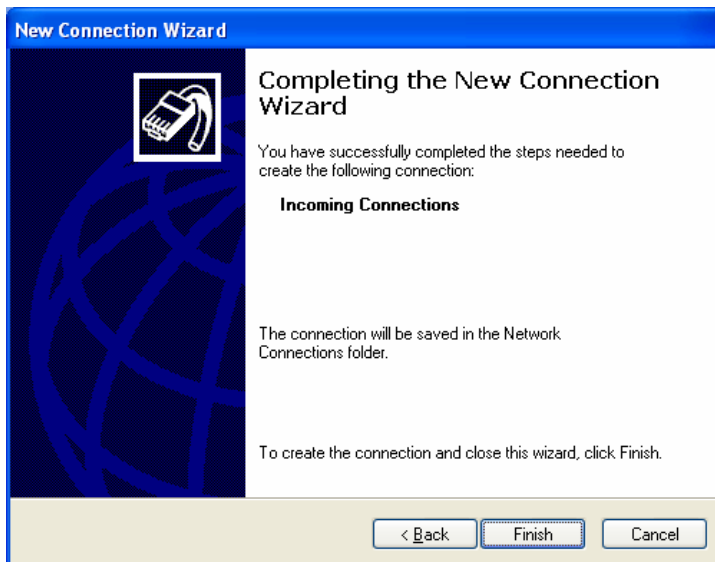 New Connection Wizard
Completing the New Connection
Wizard
You have successfully completed the steps needed to
create the following connection:
Incoming Connections
The connection will be saved in the Network
Connections folder.
To create the connection and close this wizard, click Finish.
< Back Finish Cancel